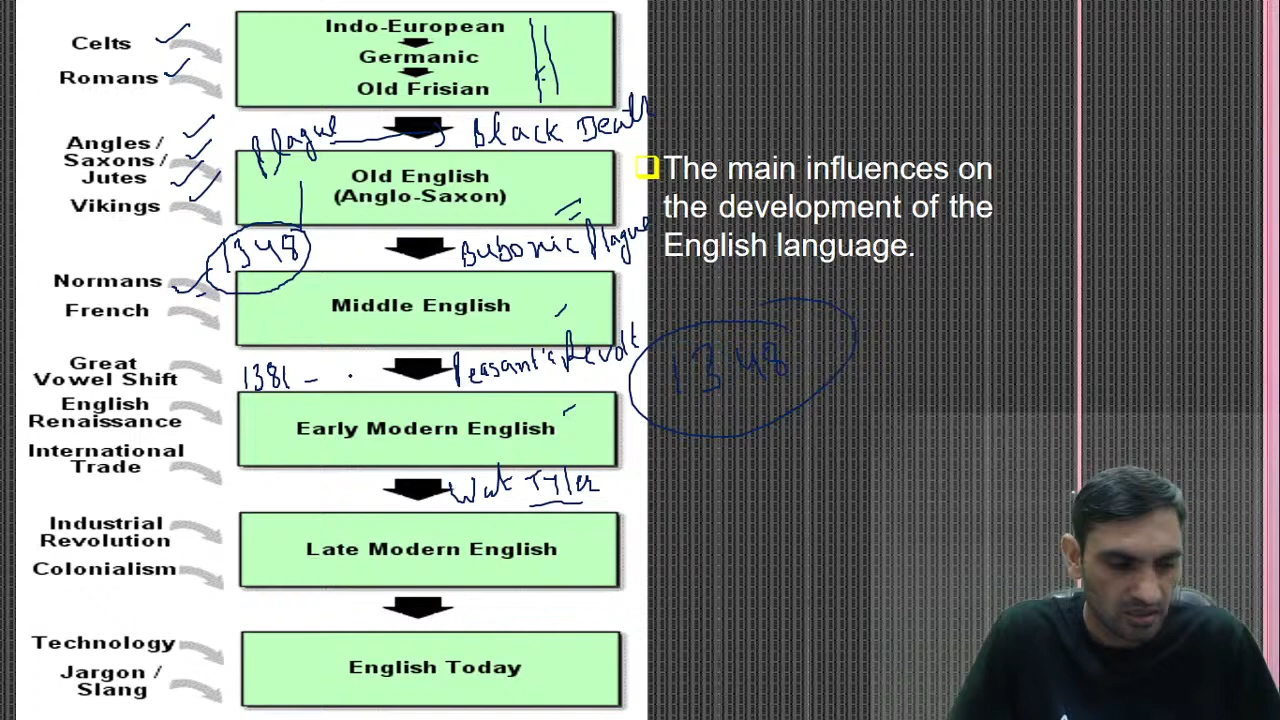 Celts
Romans
Indo-European
Germanic
Old Frisian
Plague
Black Death
Angles /
Saxons /
Jutes
Vikings
Old English
(Anglo-Saxon)
The main influences on
the development of the
English language.
1348
Bubonic Plague
Normans
French
Middle English
Peasant's Revolt
1348
Great
Vowel Shift
English
Renaissance
International
Trade
1381 -
Early Modern English
Wat Tyler
Industrial
Revolution
Colonialism
Late Modern English
Technology
Jargon /
Slang
English Today